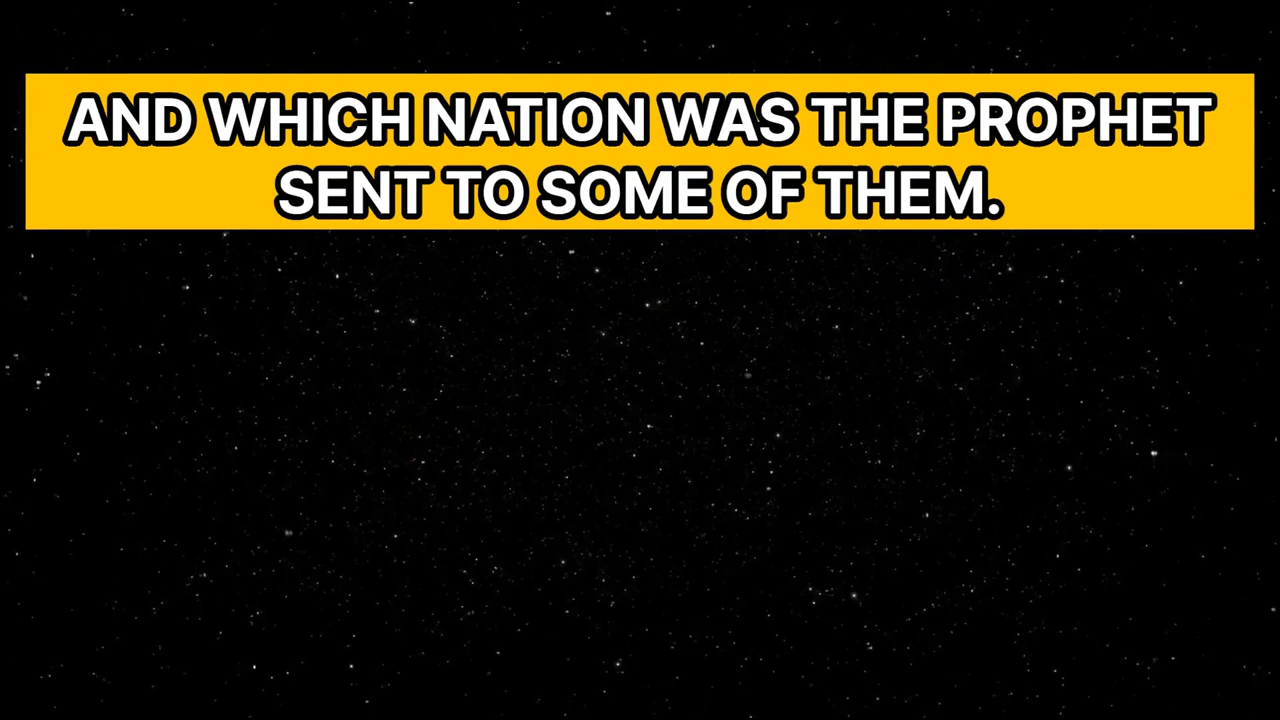 AND WHICH NATION WAS THE PROPHET
SENT TO SOME OF THEM.